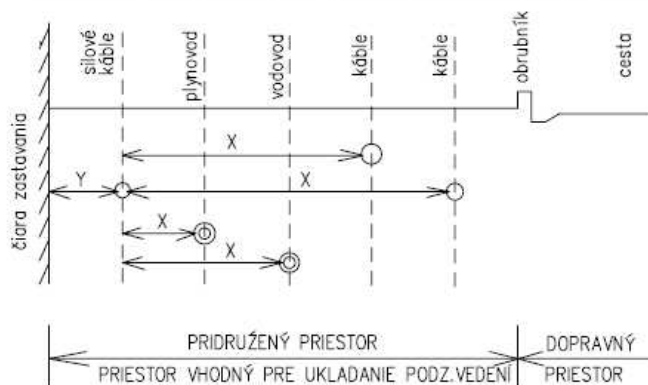 silové
káble
plynovod
vodovod
káble
káble
obrubník
cesta
čiara zastavania
X
Y
X
X
X
PRIDRUŽENÝ PRIESTOR
DOPRAVNÝ
PRIESTOR VHODNÝ PRE UKLADANIE PODZ.VEDENÍ
PRIESTOR